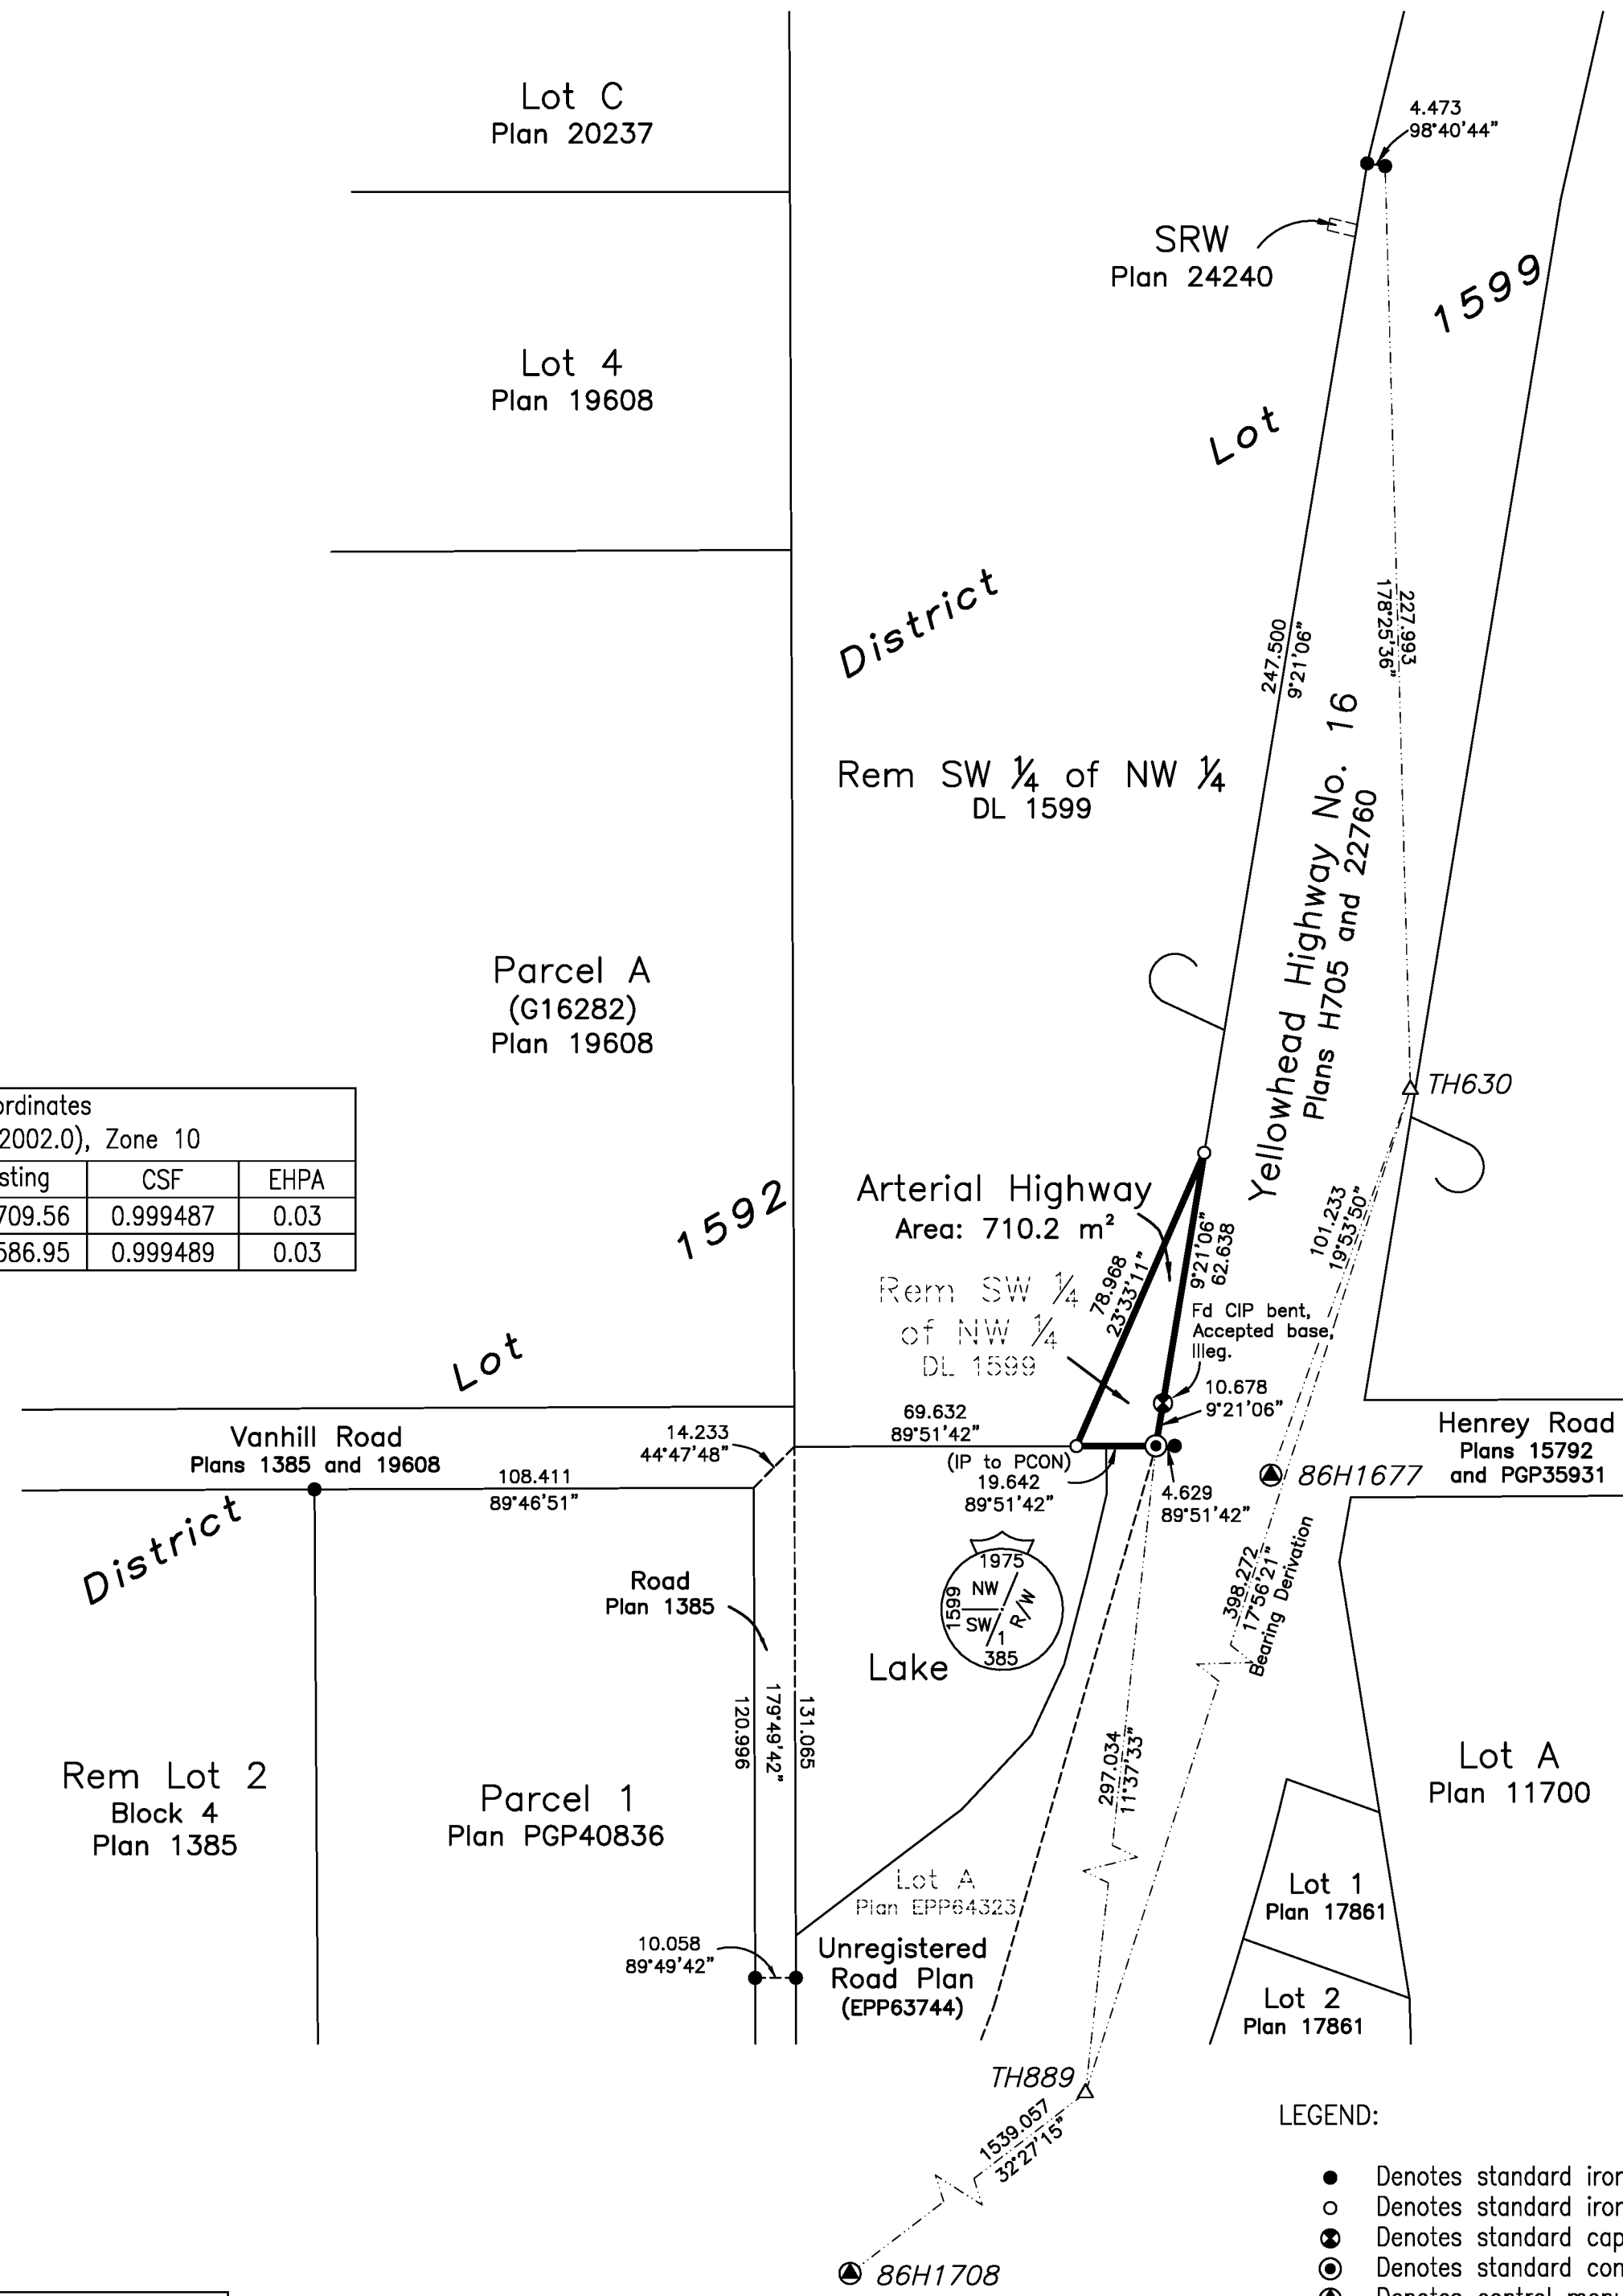 Lot C
Plan 20237
4.473
98°40'44"
SRW
Plan 24240
1599
Lot 4
Plan 19608
Lot
District
247.500
9°21'06"
227.993
178°25'36"
Rem SW ¼ of NW ¼
DL 1599
Yellowhead Highway No. 16
Plans H705 and 22760
Parcel A
(G16282)
Plan 19608
TH630
ordinates
2002.0), Zone 10
sting CSF EHPA
709.56 0.999487 0.03
586.95 0.999489 0.03
1592
Arterial Highway
Area: 710.2 m²
78.968
23°33'11"
9°21'06"
62.638
101.233
19°53'50"
Rem SW ¼
of NW ¼
DL 1599
Fd CIP bent,
Accepted base,
Illeg.
Lot
10.678
9°21'06"
69.632
89°51'42"
Vanhill Road
Plans 1385 and 19608
14.233
44°47'48"
108.411
89°46'51"
(IP to PCON)
19.642
89°51'42"
4.629
89°51'42"
86H1677
Henrey Road
Plans 15792
and PGP35931
District
Road
Plan 1385
1975
NW
1599
SW
R/W
1
385
398.272
17°56'21"
Bearing Derivation
Lake
120.996
179°49'42"
131.065
297.034
11°37'33"
Rem Lot 2
Block 4
Plan 1385
Parcel 1
Plan PGP40836
Lot A
Plan 11700
Lot A
Plan EPP64323
Lot 1
Plan 17861
10.058
89°49'42"
Unregistered
Road Plan
(EPP63744)
Lot 2
Plan 17861
TH889
1539.057
32°27'15"
86H1708
LEGEND:
Denotes standard iron
Denotes standard iron
Denotes standard cap
Denotes standard con
Denotes control monu